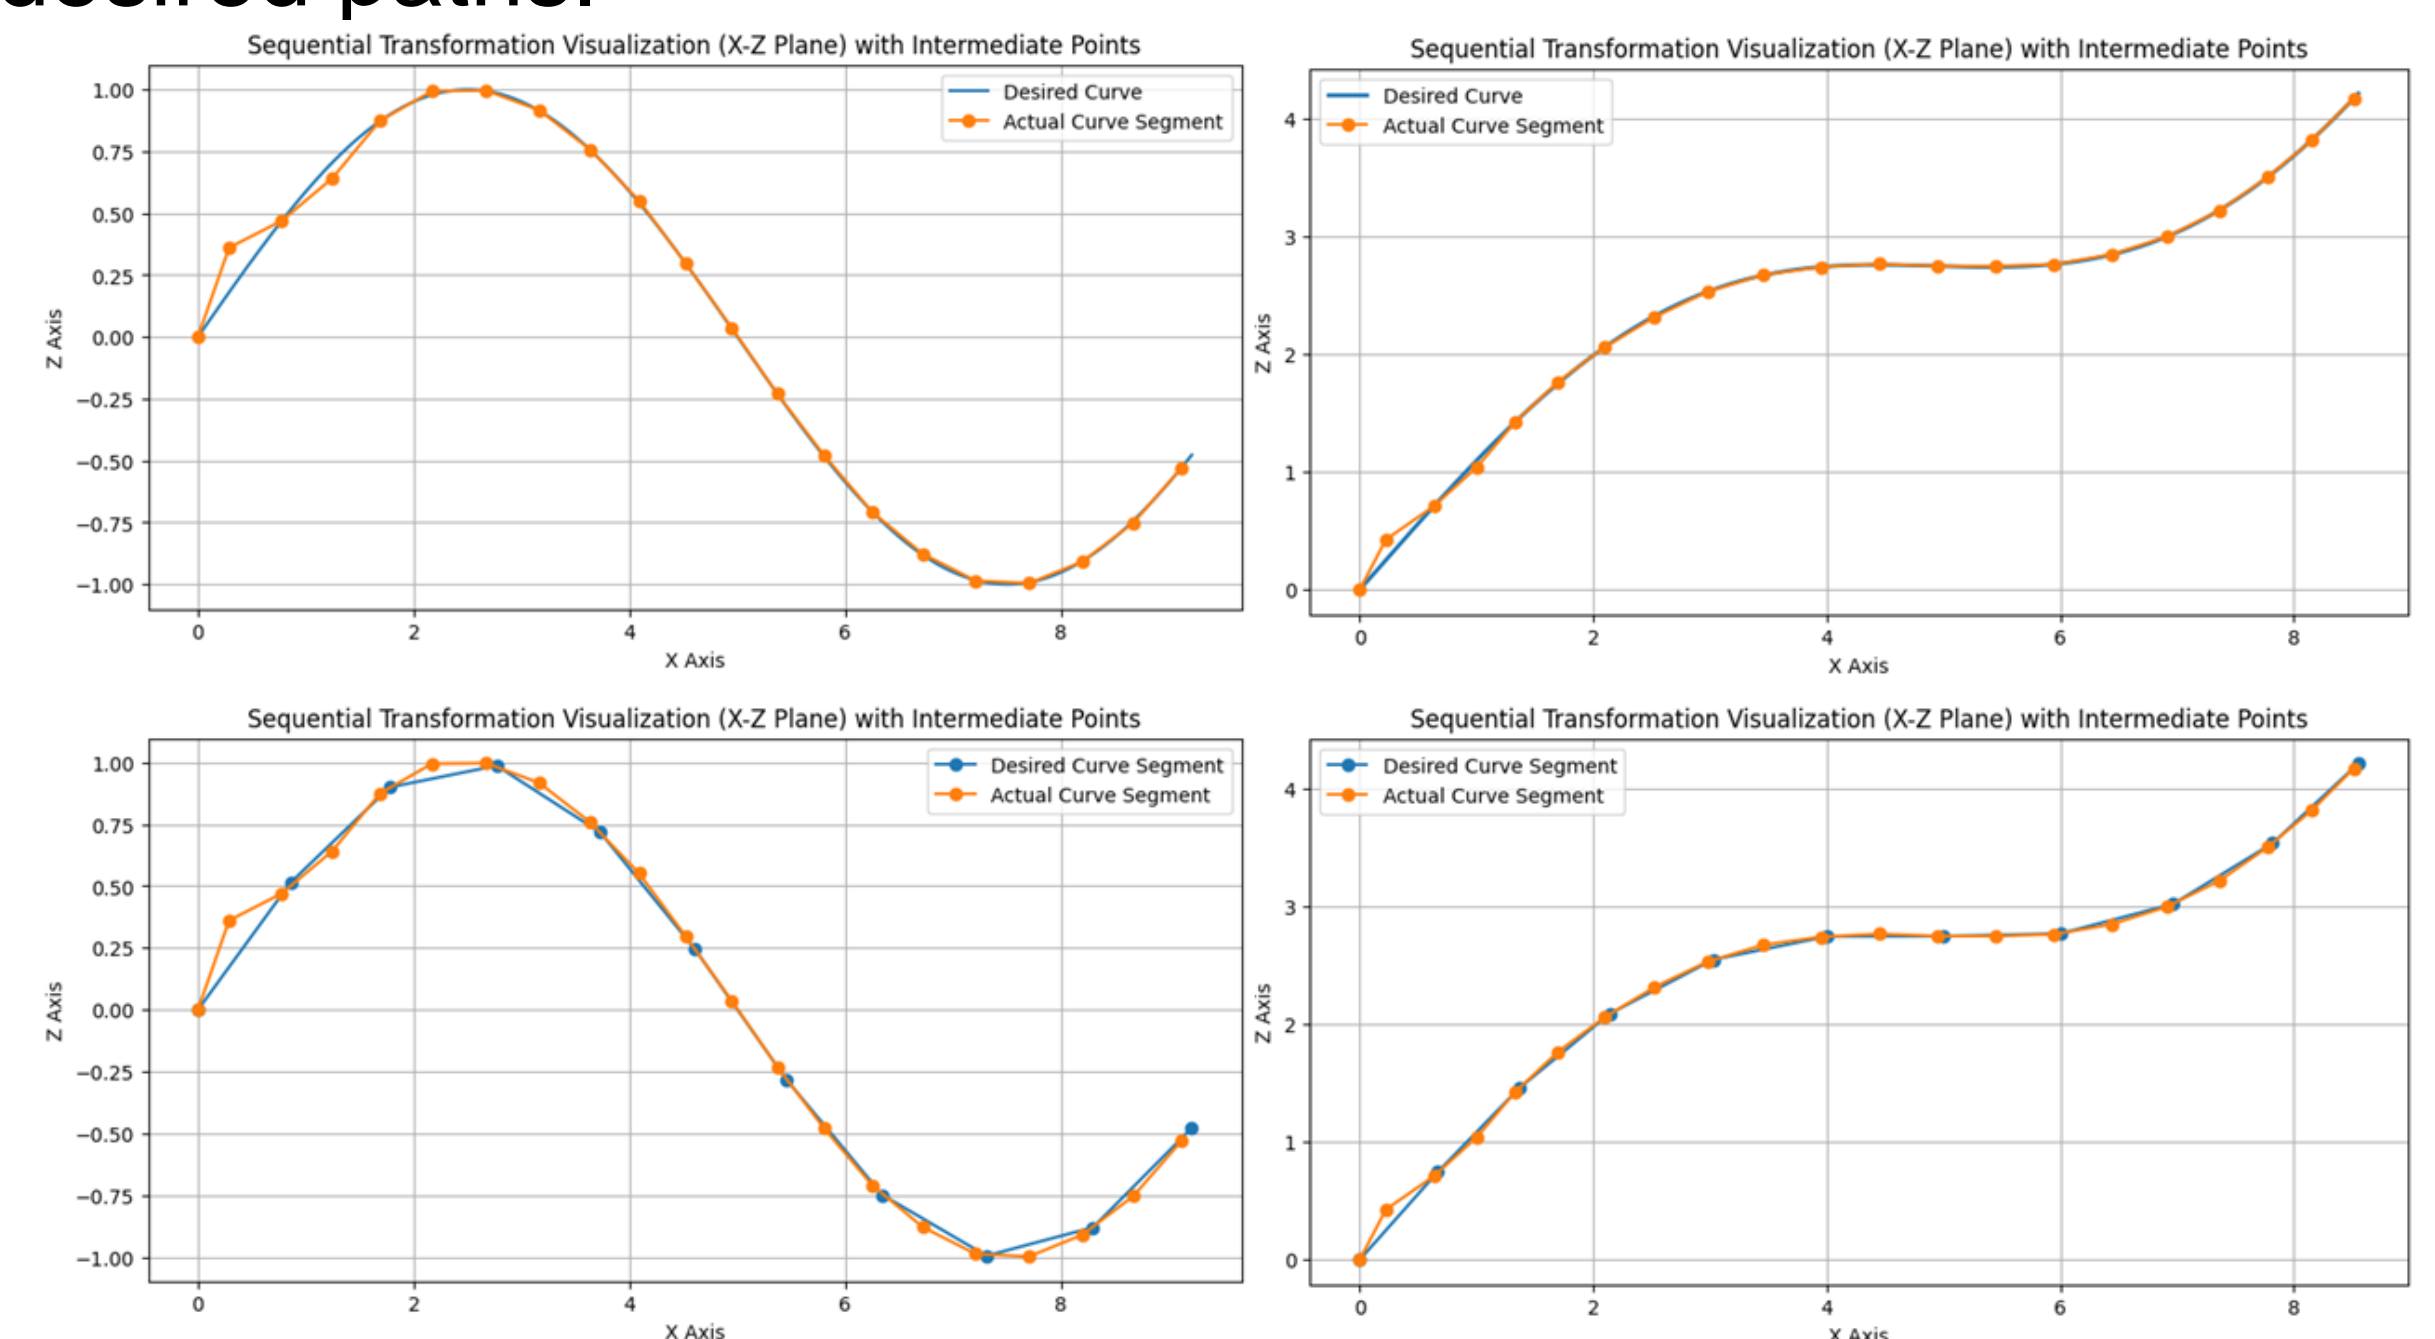 desired paths.
Sequential Transformation Visualization (X-Z Plane) with Intermediate Points
1.00
0.75
0.50
0.25
0.00
−0.25
−0.50
−0.75
−1.00
Z Axis
Desired Curve
Actual Curve Segment
0 2 4 6 8
X Axis
Sequential Transformation Visualization (X-Z Plane) with Intermediate Points
4
3
2
1
0
Z Axis
Desired Curve
Actual Curve Segment
0 2 4 6 8
X Axis
Sequential Transformation Visualization (X-Z Plane) with Intermediate Points
1.00
0.75
0.50
0.25
0.00
−0.25
−0.50
−0.75
−1.00
Z Axis
Desired Curve Segment
Actual Curve Segment
0 2 4 6 8
X Axis
Sequential Transformation Visualization (X-Z Plane) with Intermediate Points
4
3
2
1
0
Z Axis
Desired Curve Segment
Actual Curve Segment
0 2 4 6 8
X Axis